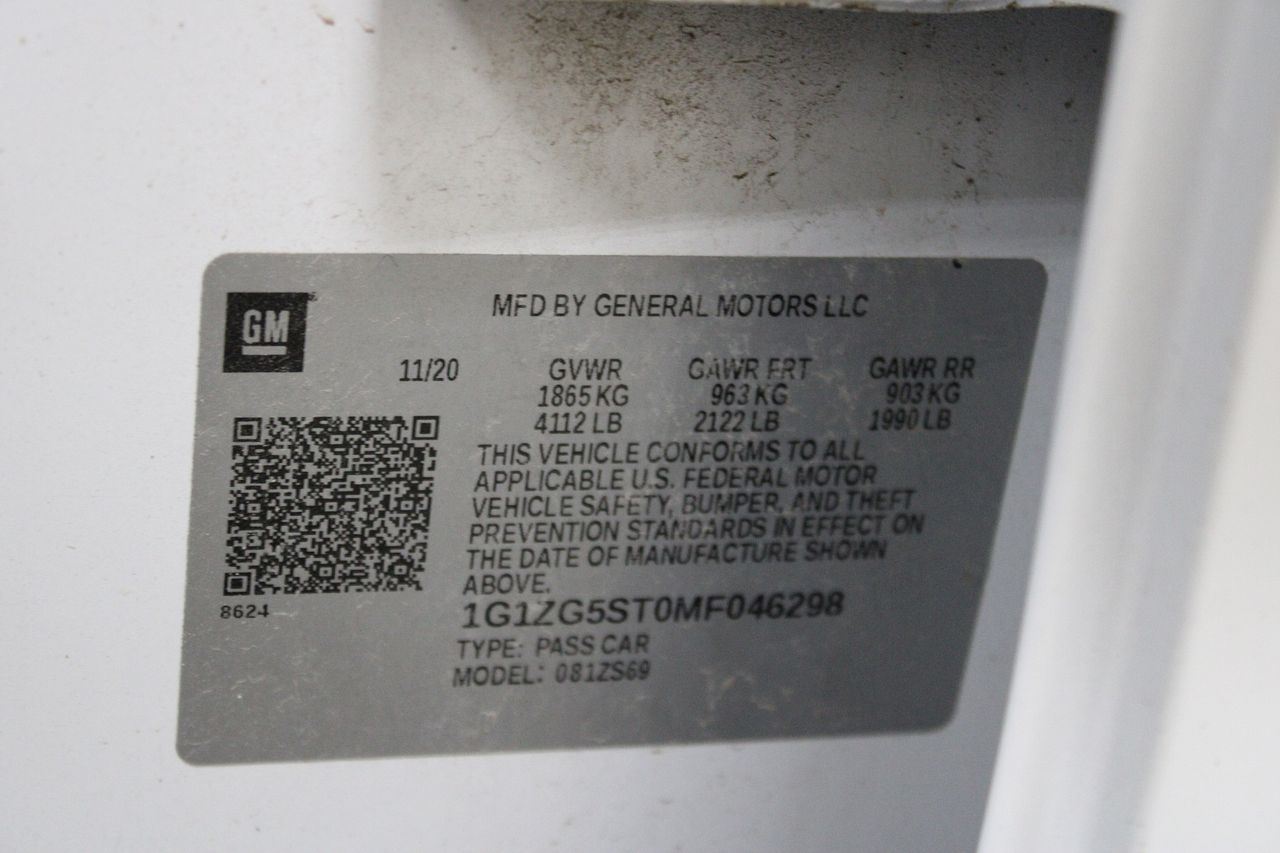 MFD BY GENERAL MOTORS LLC
GM
11/20 GVWR GAWR FRT GAWR RR
1865 KG 963 KG 903 KG
4112 LB 2122 LB 1990 LB
THIS VEHICLE CONFORMS TO ALL
APPLICABLE U.S. FEDERAL MOTOR
VEHICLE SAFETY, BUMPER, AND THEFT
PREVENTION STANDARDS IN EFFECT ON
THE DATE OF MANUFACTURE SHOWN
ABOVE.
8624
1G1ZG5ST0MF046298
TYPE: PASS CAR
MODEL: 081ZS69